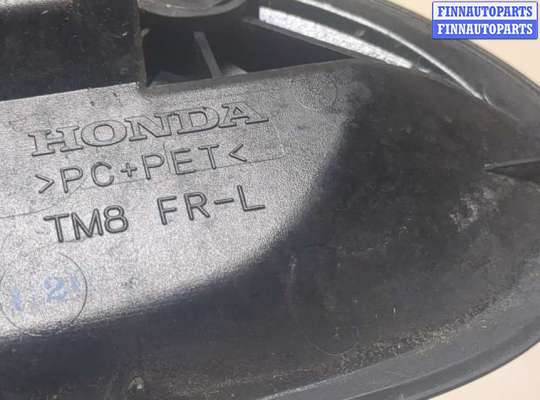 FINNAUTOPARTS
FINNAUTOPARTS
HONDA
>PC+PET<
TM8 FR-L